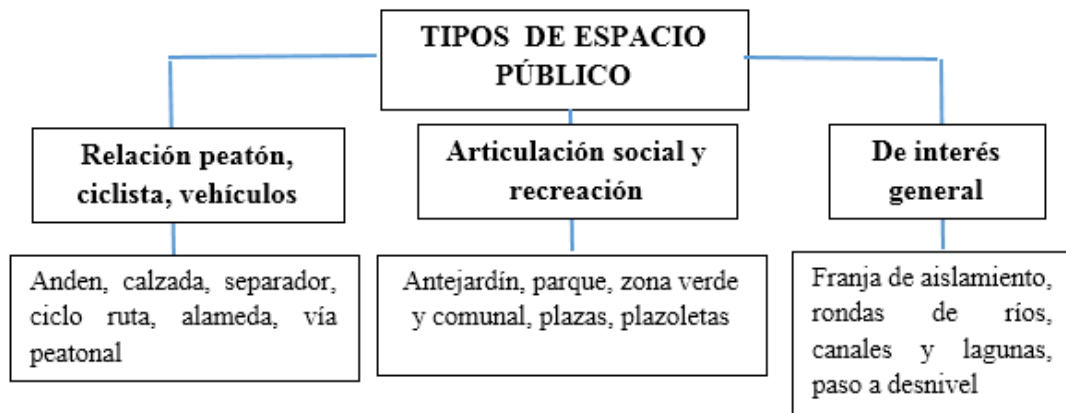 TIPOS DE ESPACIO
PÚBLICO
Relación peatón,
ciclista, vehículos
Articulación social y
recreación
De interés
general
Anden, calzada, separador,
ciclo ruta, alameda, vía
peatonal
Antejardín, parque, zona verde
y comunal, plazas, plazoletas
Franja de aislamiento,
rondas de ríos,
canales y lagunas,
paso a desnivel